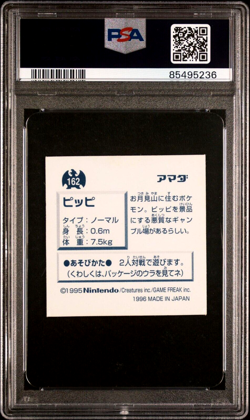 PSA
85495236
162
アマダ
ピッピ
タイプ：ノーマル
身長：0.6m
体重：7.5kg
お月見山に住むポケ
モン。ピッピを景品
にする悪質なギャン
ブル場があるらしい。
●あそびかた● 2人対戦で遊びます。
(くわしくは、パッケージのウラを見てネ)
©1995 Nintendo/Creatures inc./GAME FREAK inc.
1996 MADE IN JAPAN